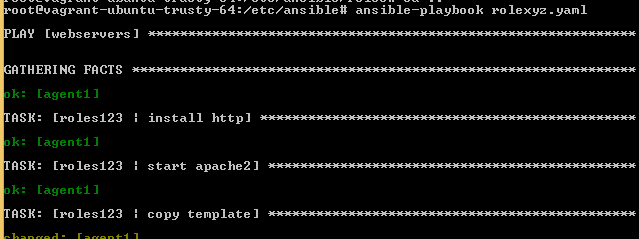 root@vagrant-ubuntu-trusty-64:/etc/ansible# ansible-playbook rolexyz.yaml
PLAY [webservers] *************************************************************
GATHERING FACTS ***************************************************************
ok: [agent1]
TASK: [roles123 | install http] ***********************************************
ok: [agent1]
TASK: [roles123 | start apache2] **********************************************
ok: [agent1]
TASK: [roles123 | copy template] **********************************************
changed: [agent1]